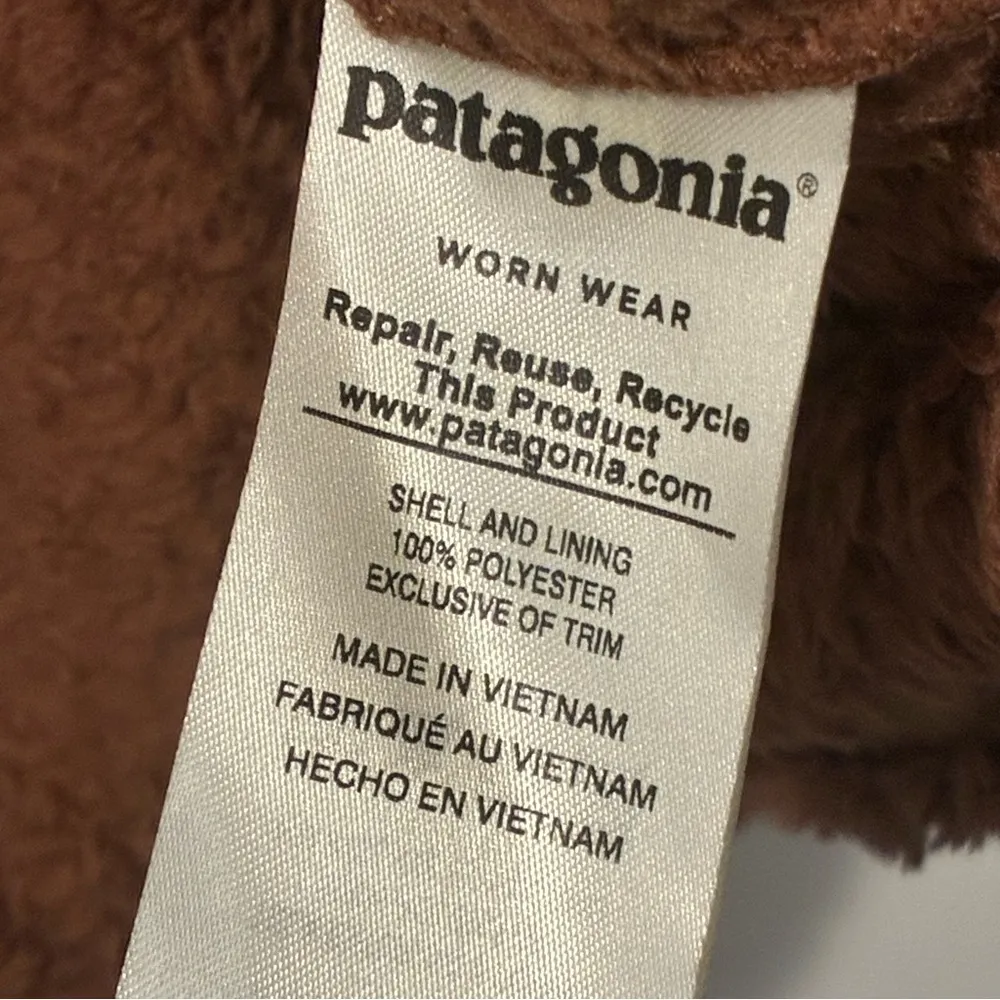 patagonia®
WORN WEAR
Repair, Reuse, Recycle
This Product
www.patagonia.com
SHELL AND LINING
100% POLYESTER
EXCLUSIVE OF TRIM
MADE IN VIETNAM
FABRIQUÉ AU VIETNAM
HECHO EN VIETNAM